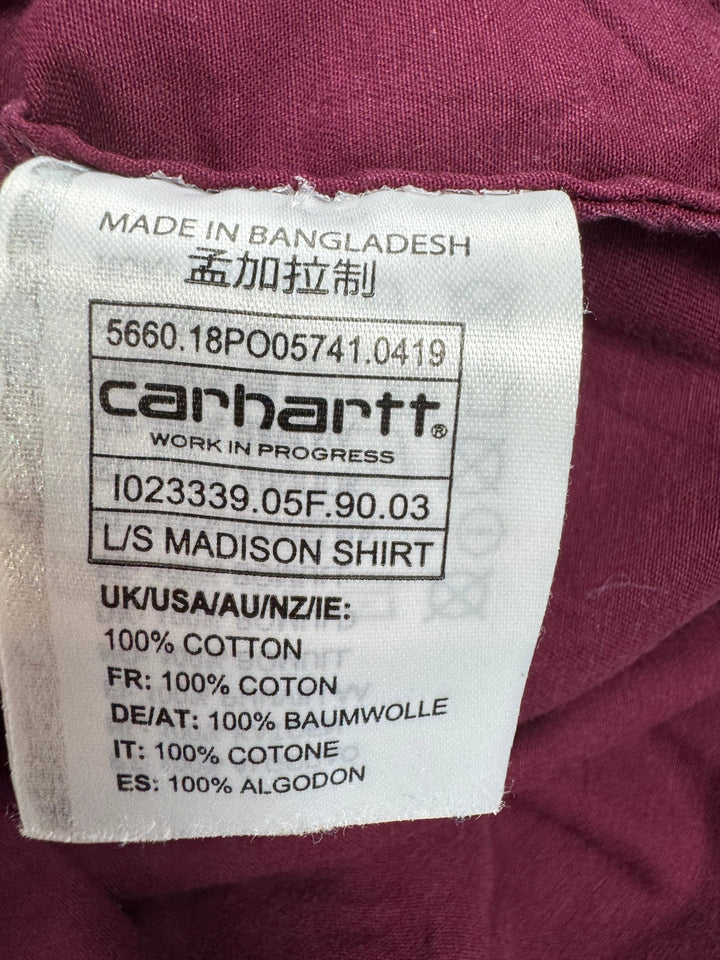 MADE IN BANGLADESH
孟加拉制
5660.18PO05741.0419
carhartt®
WORK IN PROGRESS
I023339.05F.90.03
L/S MADISON SHIRT
UK/USA/AU/NZ/IE:
100% COTTON
FR: 100% COTON
DE/AT: 100% BAUMWOLLE
IT: 100% COTONE
ES: 100% ALGODON